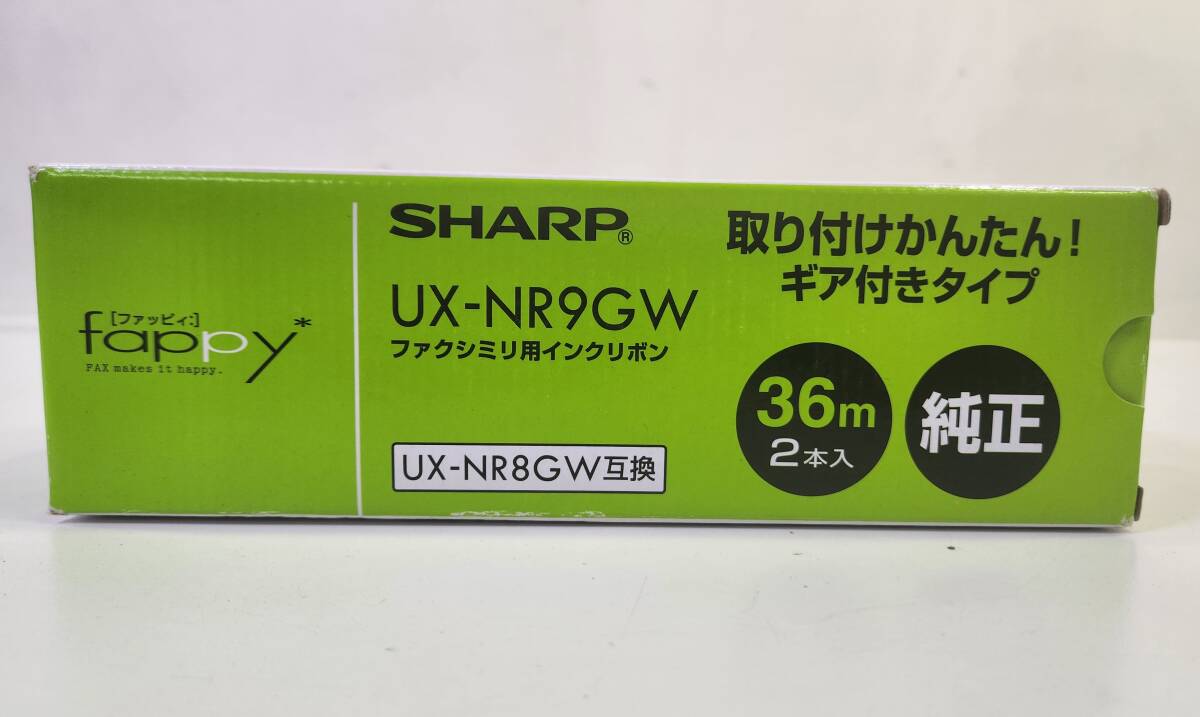 [ファッピィ:]
fappy*
FAX makes it happy.
SHARP®
UX-NR9GW
ファクシミリ用インクリボン
UX-NR8GW互換
取り付けかんたん!
ギア付きタイプ
36m
2本入
純正